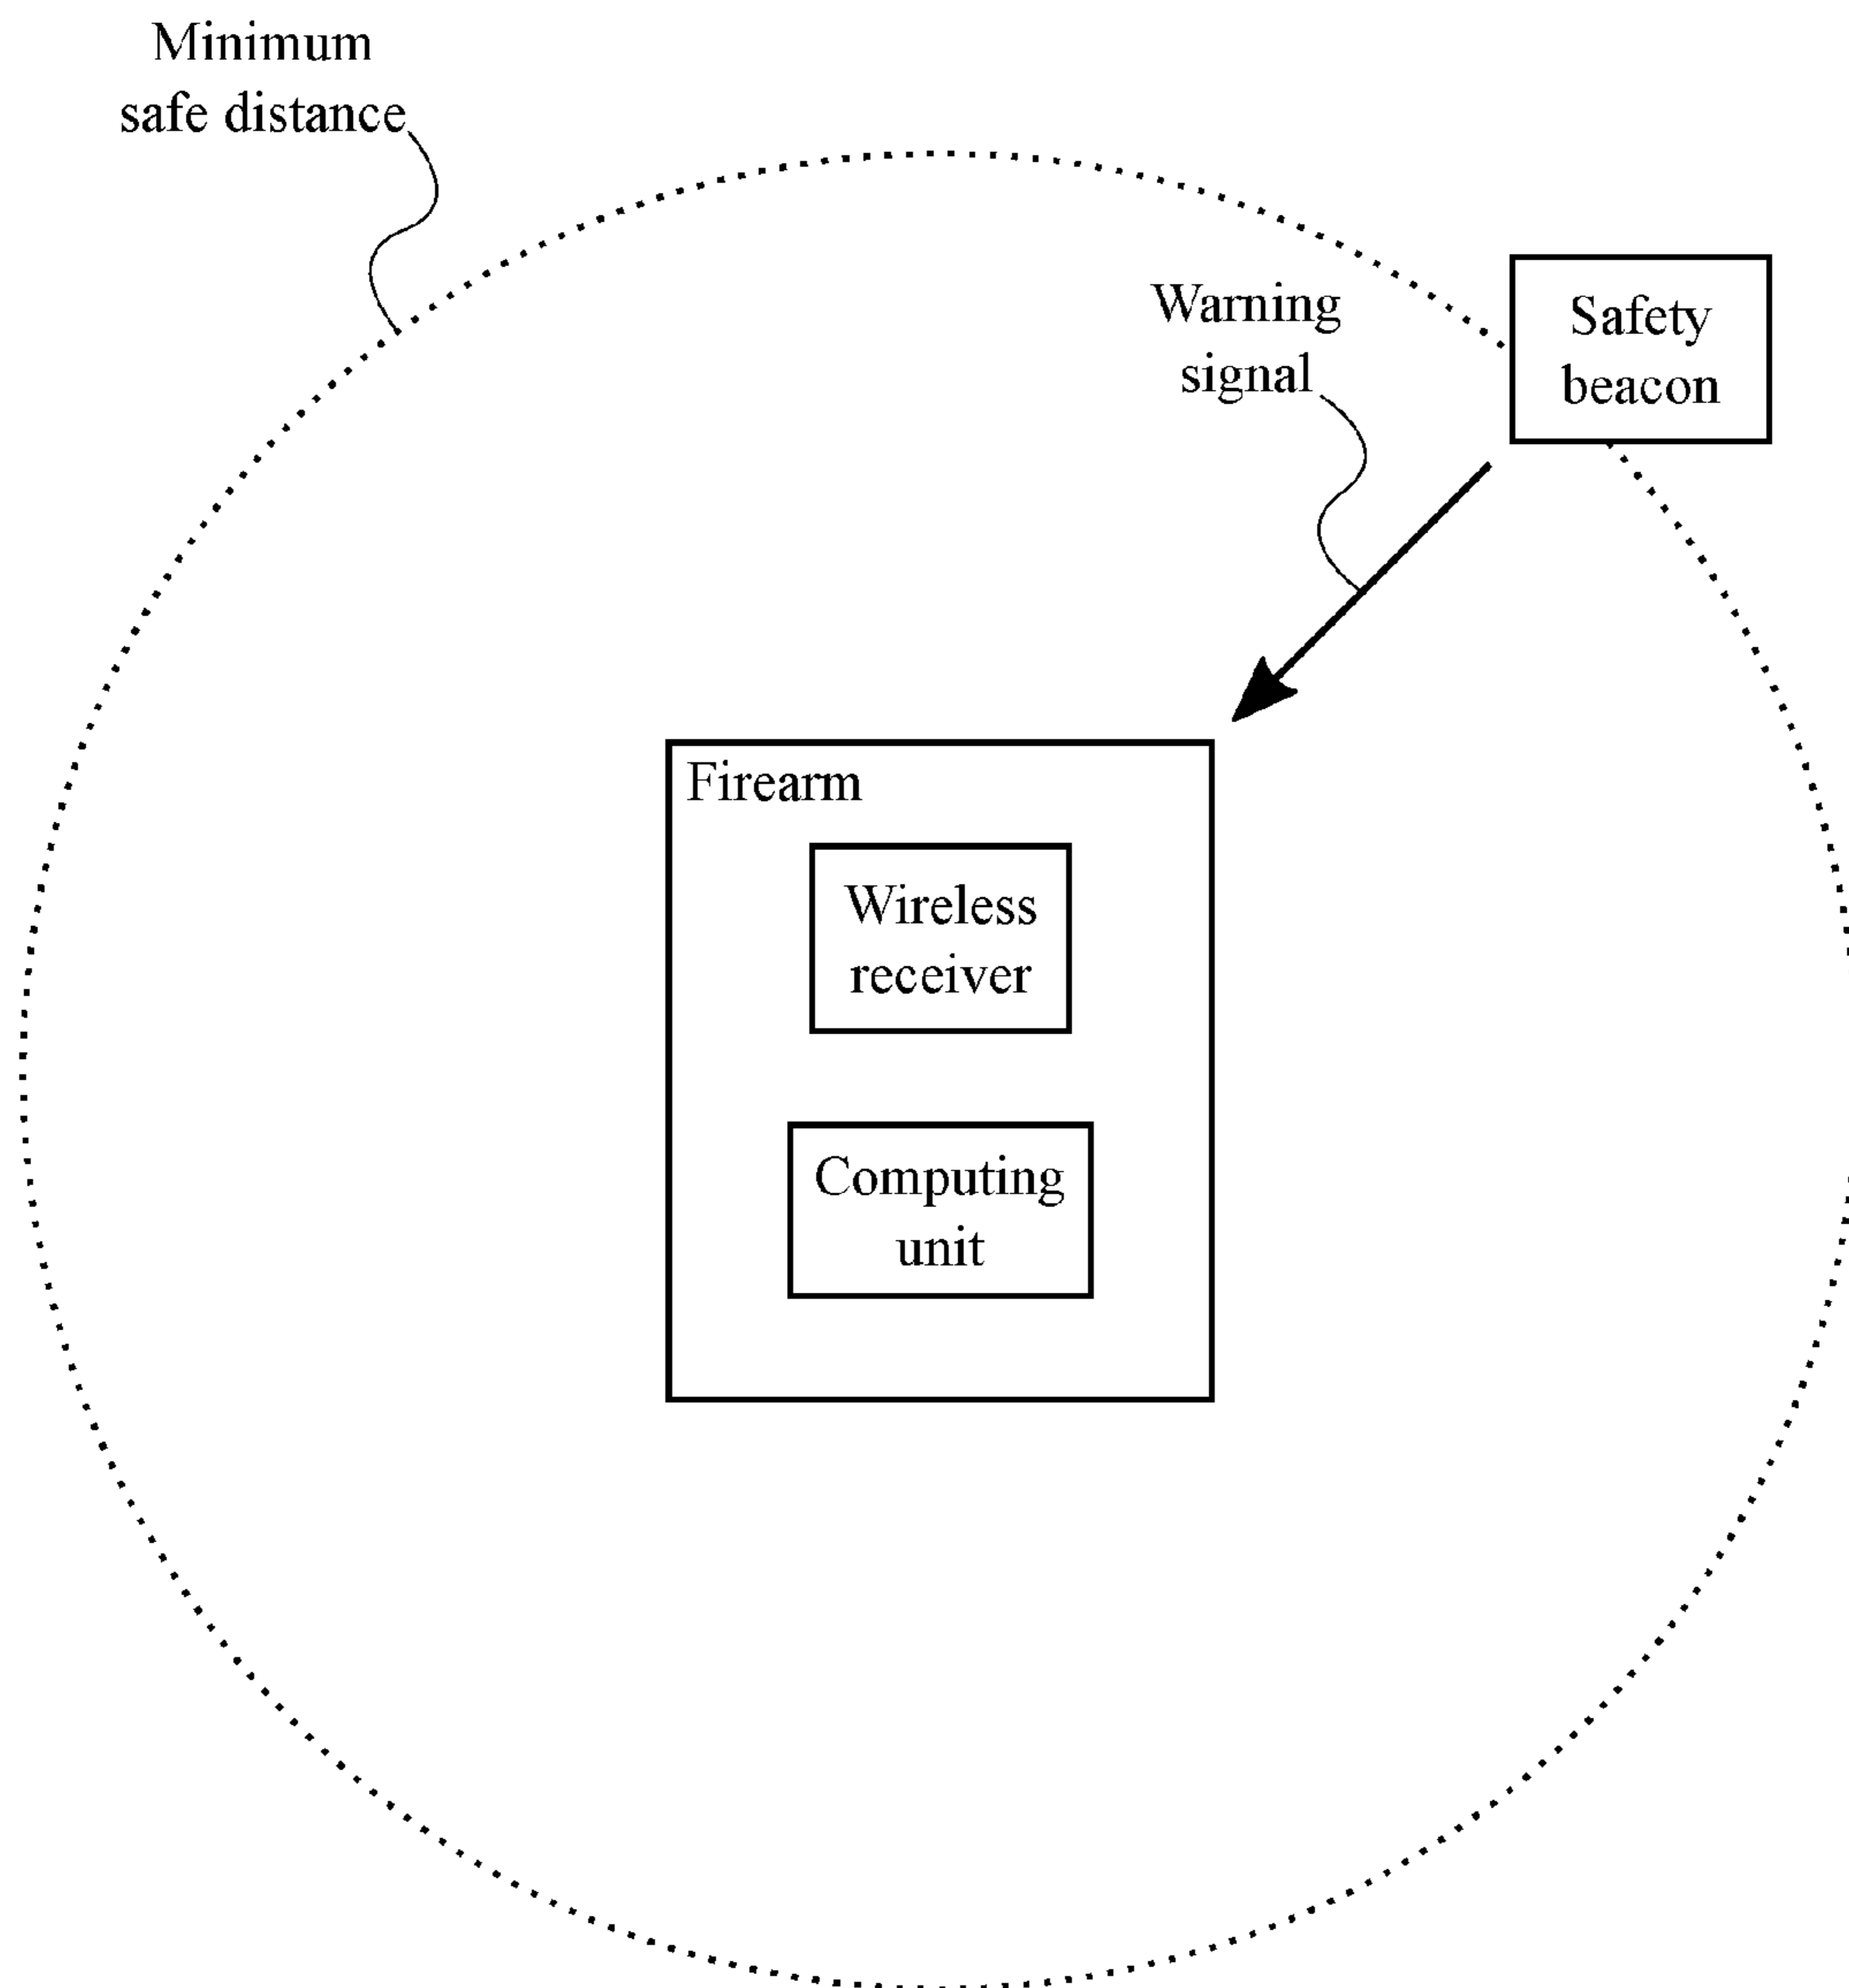 Minimum
safe distance
Warning
signal
Safety
beacon
Firearm
Wireless
receiver
Computing
unit